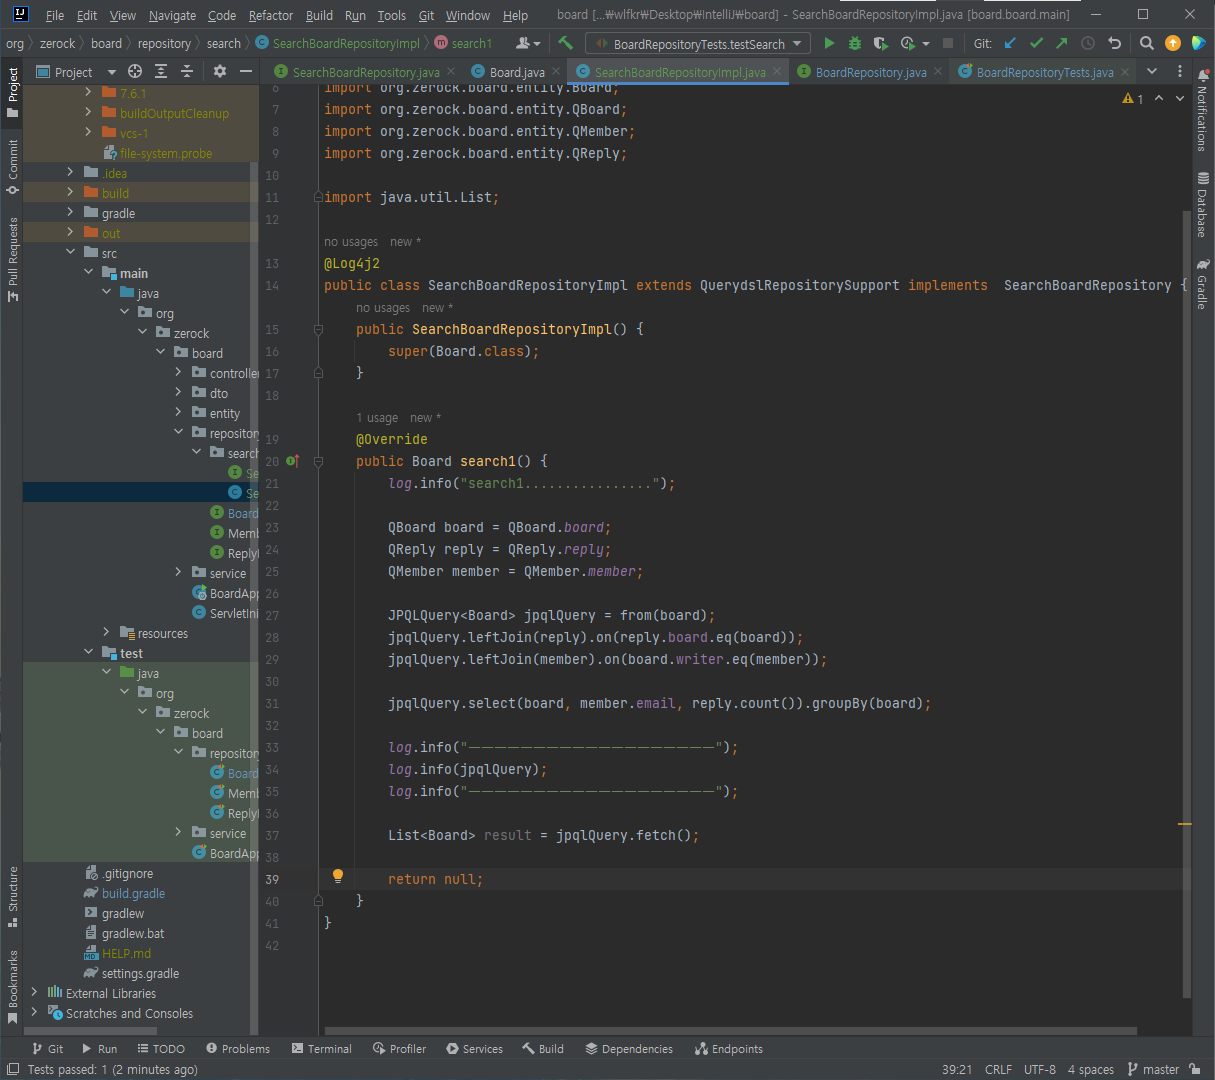 File Edit View Navigate Code Refactor Build Run Tools Git Window Help board [...₩wlfkr₩Desktop₩IntelliJ₩board] - SearchBoardRepositoryImpl.java [board.board.main]
org zerock board repository search SearchBoardRepositoryImpl search1 BoardRepositoryTests.testSearch Git:
Project SearchBoardRepository.java Board.java SearchBoardRepositoryImpl.java BoardRepository.java BoardRepositoryTests.java
Project
Commit
Pull Requests
Structure
Bookmarks
7.6.1
buildOutputCleanup
vcs-1
file-system.probe
.idea
build
gradle
out
src
main
java
org
zerock
board
controller
dto
entity
repository
search
Se
Se
Board
Memb
Reply
service
BoardApp
ServletIni
resources
test
java
org
zerock
board
repository
Board
Memb
Reply
service
BoardApp
.gitignore
build.gradle
gradlew
gradlew.bat
HELP.md
settings.gradle
External Libraries
Scratches and Consoles
1
6 import org.zerock.board.entity.Board;
7 import org.zerock.board.entity.QBoard;
8 import org.zerock.board.entity.QMember;
9 import org.zerock.board.entity.QReply;
10
11 import java.util.List;
12
no usages new *
13 @Log4j2
14 public class SearchBoardRepositoryImpl extends QuerydslRepositorySupport implements SearchBoardRepository {
no usages new *
15 public SearchBoardRepositoryImpl() {
16 super(Board.class);
17 }
18
1 usage new *
19 @Override
20 public Board search1() {
21 log.info("search1................");
22
23 QBoard board = QBoard.board;
24 QReply reply = QReply.reply;
25 QMember member = QMember.member;
26
27 JPQLQuery<Board> jpqlQuery = from(board);
28 jpqlQuery.leftJoin(reply).on(reply.board.eq(board));
29 jpqlQuery.leftJoin(member).on(board.writer.eq(member));
30
31 jpqlQuery.select(board, member.email, reply.count()).groupBy(board);
32
33 log.info("———————————————————");
34 log.info(jpqlQuery);
35 log.info("———————————————————");
36
37 List<Board> result = jpqlQuery.fetch();
38
39 return null;
40 }
41 }
42
Notifications
Database
Gradle
Git Run TODO Problems Terminal Profiler Services Build Dependencies Endpoints
Tests passed: 1 (2 minutes ago) 39:21 CRLF UTF-8 4 spaces master